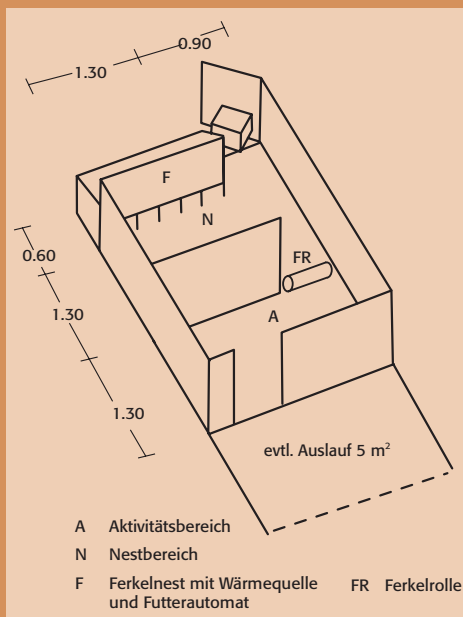 0.90
1.30
F
N
FR
0.60
A
1.30
1.30
evtl. Auslauf 5 m²
A Aktivitätsbereich
N Nestbereich
F Ferkelnest mit Wärmequelle
und Futterautomat
FR Ferkelrolle